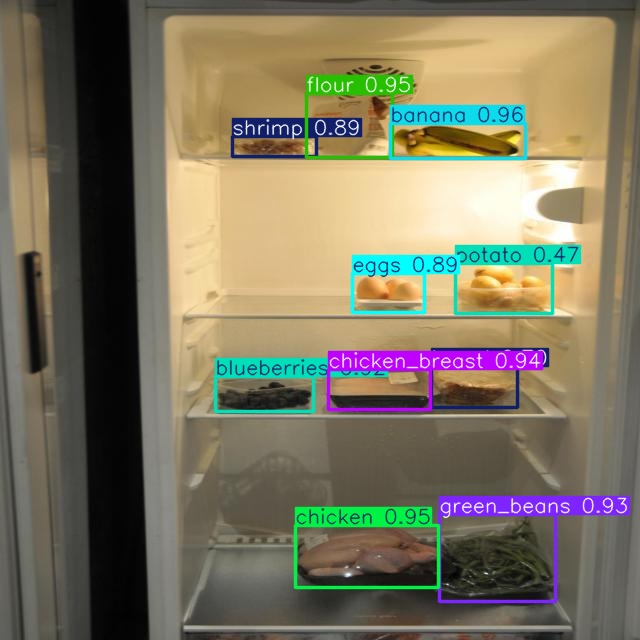 flour 0.95
banana 0.96
shrimp 0.89
potato 0.47
eggs 0.89
chicken_breast 0.94
blueberries
green_beans 0.93
chicken 0.95